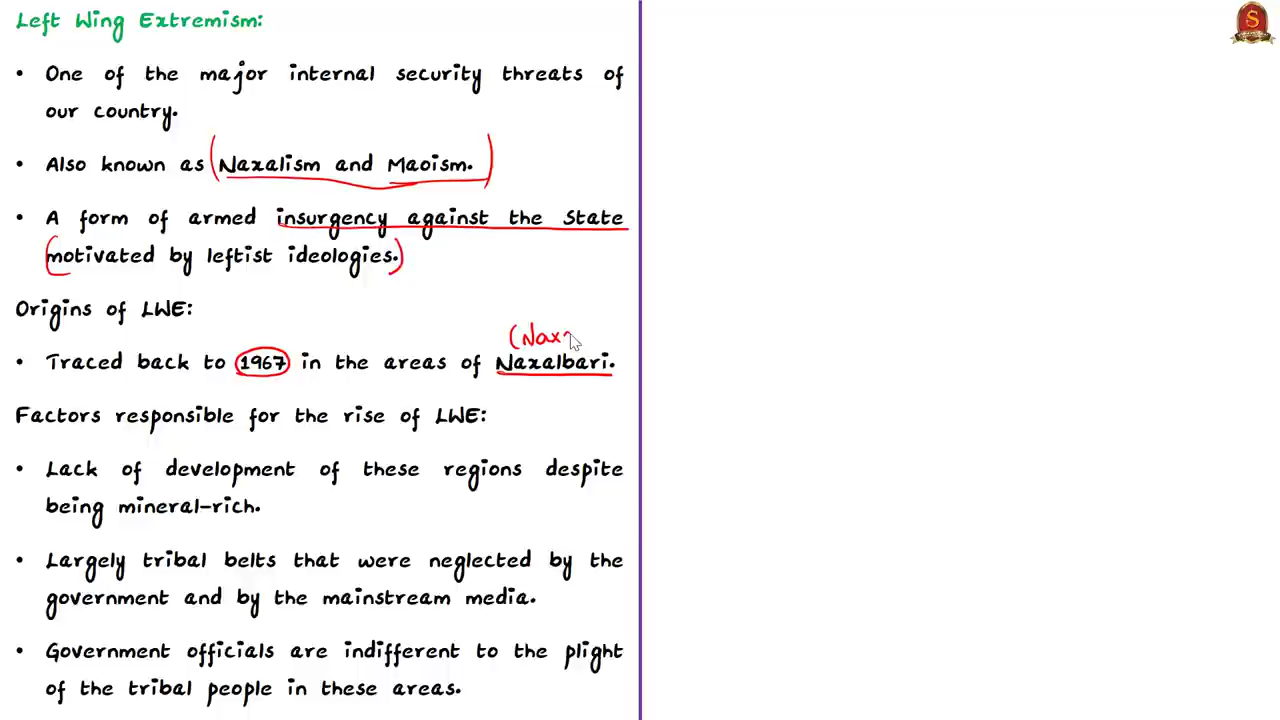 Left Wing Extremism:
• One of the major internal security threats of
our country.
• Also known as (Naxalism and Maoism.)
• A form of armed insurgency against the State
(motivated by leftist ideologies.)
Origins of LWE:
(Nax
• Traced back to 1967 in the areas of Naxalbari.
Factors responsible for the rise of LWE:
• Lack of development of these regions despite
being mineral-rich.
• Largely tribal belts that were neglected by the
government and by the mainstream media.
• Government officials are indifferent to the plight
of the tribal people in these areas.
S